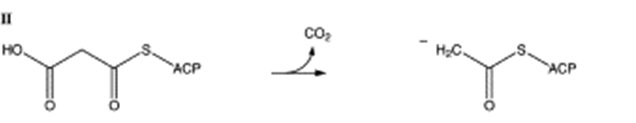 II
CO2
HO S ACP
O O
− H2C S ACP
O